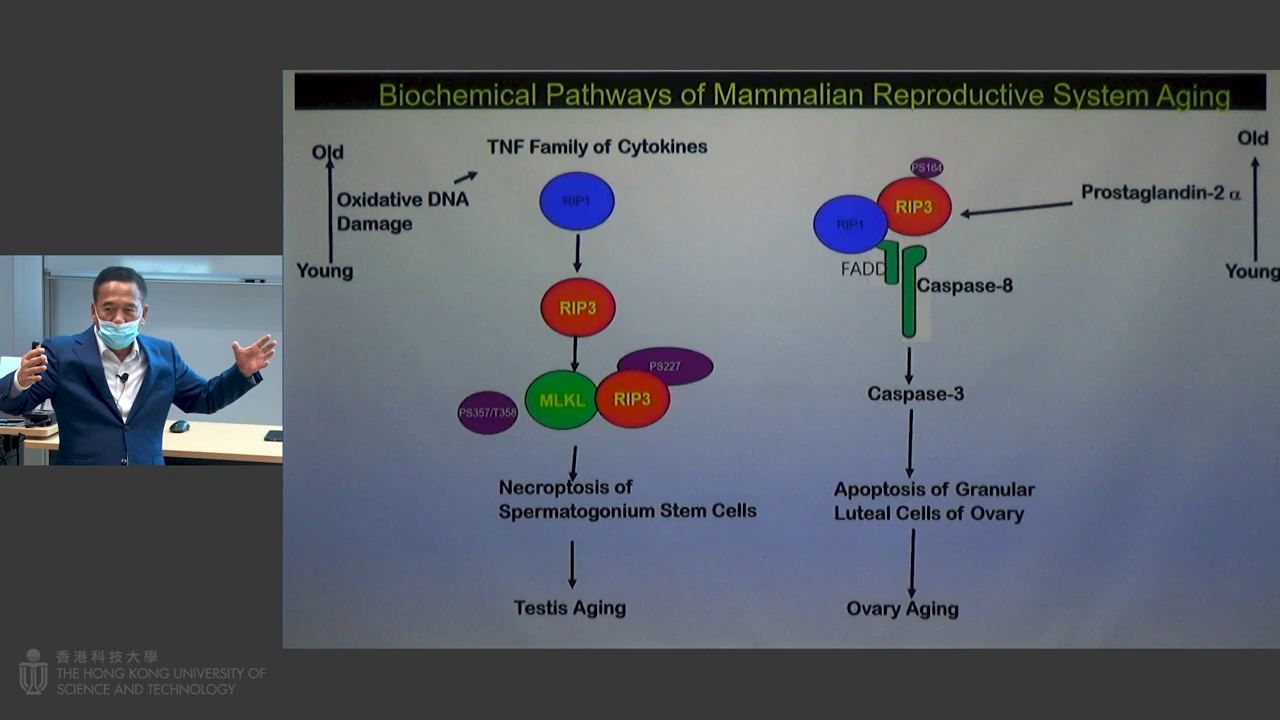 Biochemical Pathways of Mammalian Reproductive System Aging
Old
Oxidative DNA
Damage
Young
TNF Family of Cytokines
RIP1
RIP3
PS227
MLKL
RIP3
PS357/T358
Necroptosis of
Spermatogonium Stem Cells
Testis Aging
PS164
RIP3
RIP1
FADD
Caspase-8
Caspase-3
Apoptosis of Granular
Luteal Cells of Ovary
Ovary Aging
Old
Prostaglandin-2 α
Young
香港科技大學
THE HONG KONG UNIVERSITY OF
SCIENCE AND TECHNOLOGY